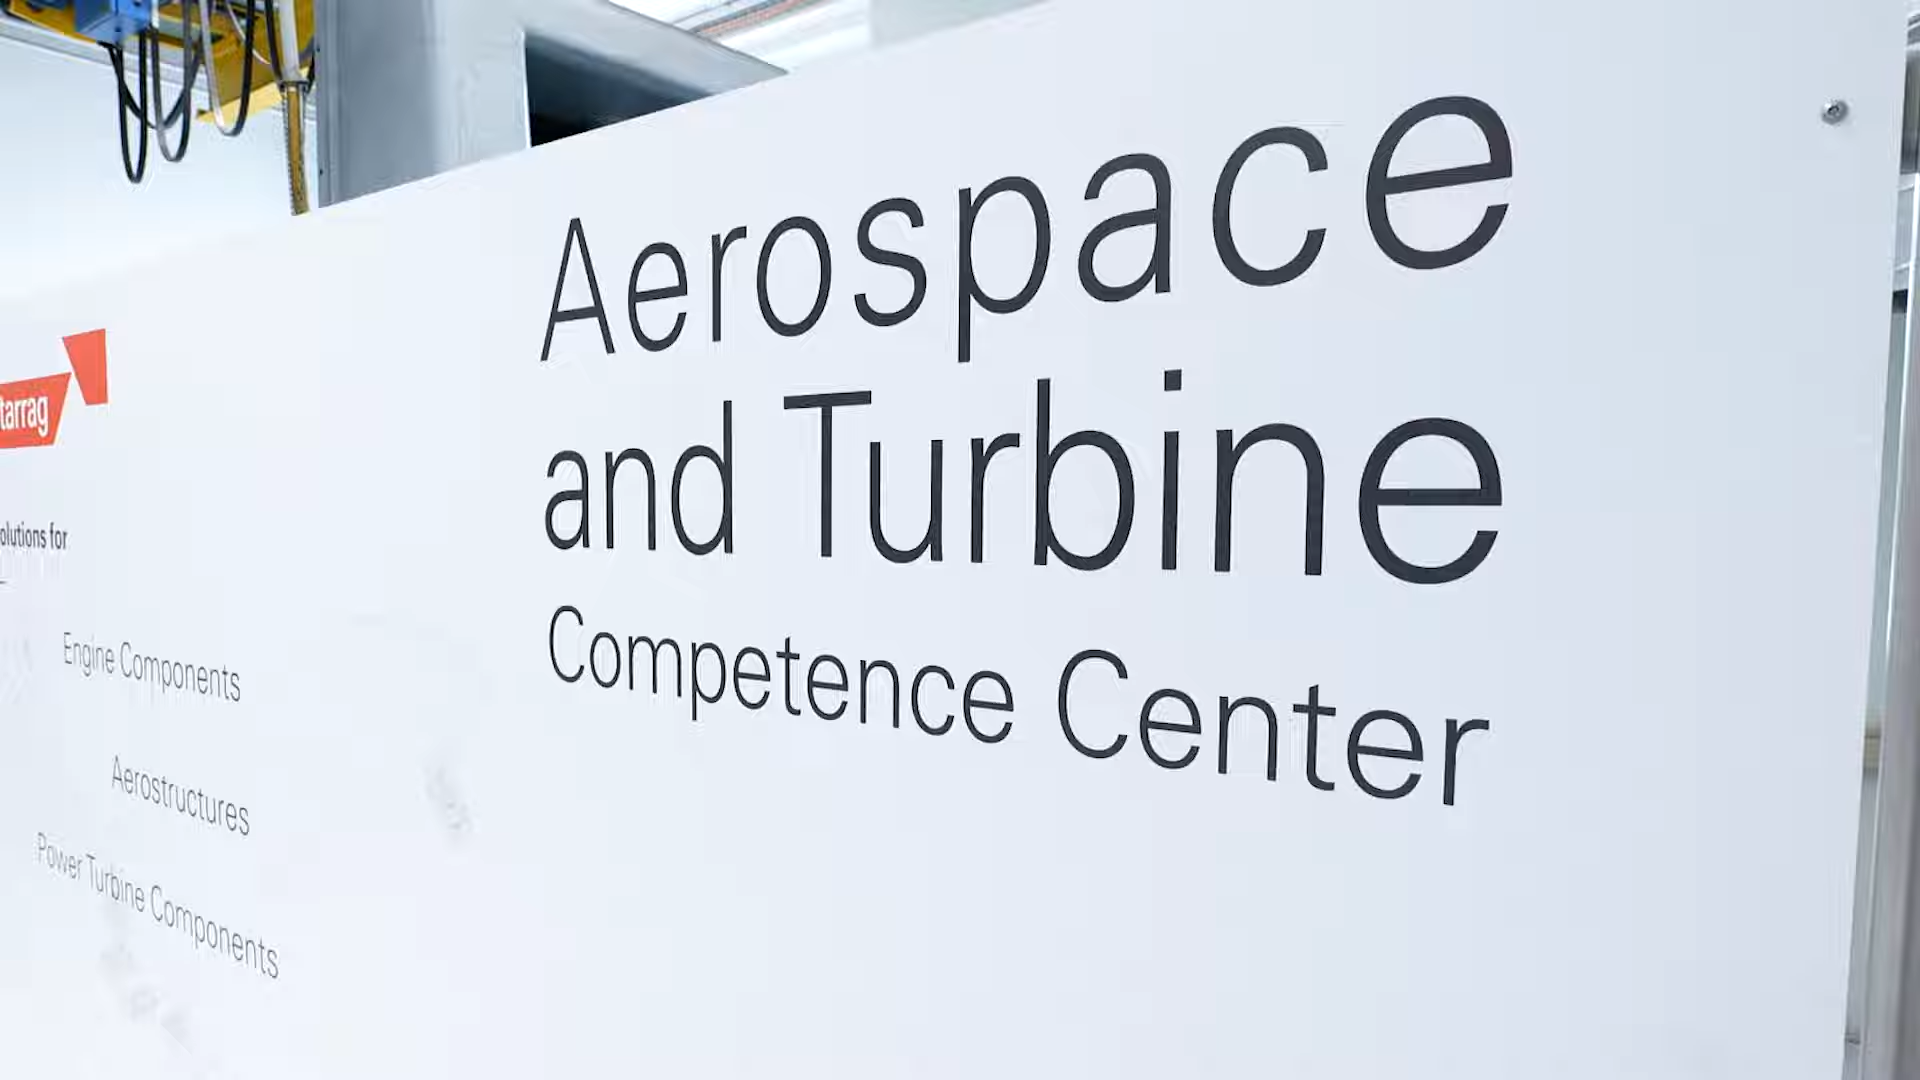 Aerospace
and Turbine
Competence Center
tarrag
olutions for
Engine Components
Aerostructures
Power Turbine Components